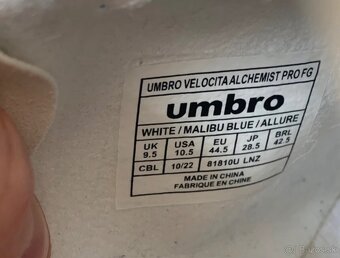 UMBRO VELOCITA ALCHEMIST PRO FG
umbro
WHITE / MALIBU BLUE / ALLURE
UK USA EU JP BRL
9.5 10.5 44.5 28.5 42.5
CBL 10/22 81810U LNZ
MADE IN CHINA
FABRIQUE EN CHINE